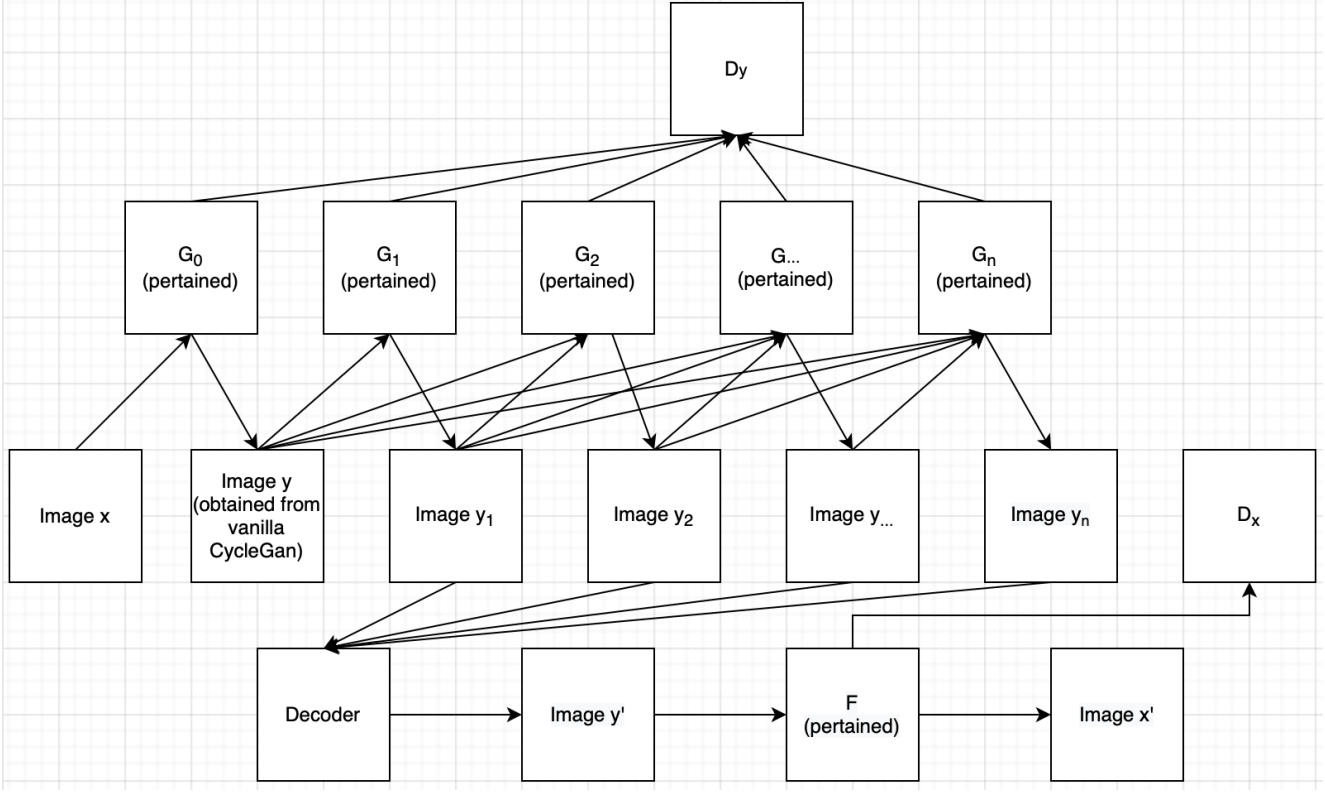 Dy
G₀
(pertained)
G₁
(pertained)
G₂
(pertained)
G...
(pertained)
Gₙ
(pertained)
Image x
Image y
(obtained from
vanilla
CycleGan)
Image y₁
Image y₂
Image y...
Image yₙ
Dₓ
Decoder
Image y'
F
(pertained)
Image x'